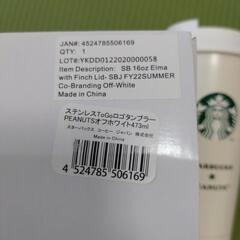 JAN#: 4524785506169
QTY: 1
LOT#:YKDD0122020000058
Item Description: SB 16oz Elma
with Finch Lid- SBJ FY22SUMMER
Co-Branding Off-White
Made in China
ステンレスToGoロゴタンブラー
PEANUTSオフホワイト473ml
スターバックス コーヒー ジャパン 株式会社
Made in China
4 524785 506169
STARBUCKS
PEANUTS